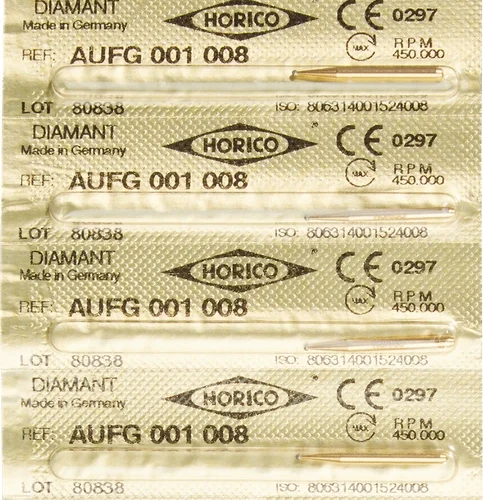 DIAMANT HORICO CE 0297
Made in Germany
MAX RPM
REF: AUFG 001 008 450.000
LOT 80838 ISO: 806314001524008
DIAMANT HORICO ® CE 0297
Made in Germany
MAX RPM
REF: AUFG 001 008 450.000
LOT 80838 ISO: 806314001524008
DIAMANT HORICO ® CE 0297
Made in Germany
MAX RPM
REF: AUFG 001 008 450.000
LOT 80838 ISO: 806314001524008
DIAMANT HORICO ® CE 0297
Made in Germany
MAX RPM
REF: AUFG 001 008 450.000
LOT 80838 ISO: 806314001524008